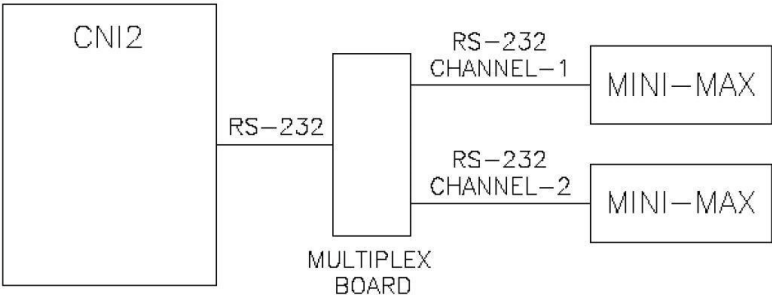 CNI2
RS-232
RS-232
CHANNEL-1
MINI-MAX
RS-232
CHANNEL-2
MINI-MAX
MULTIPLEX
BOARD